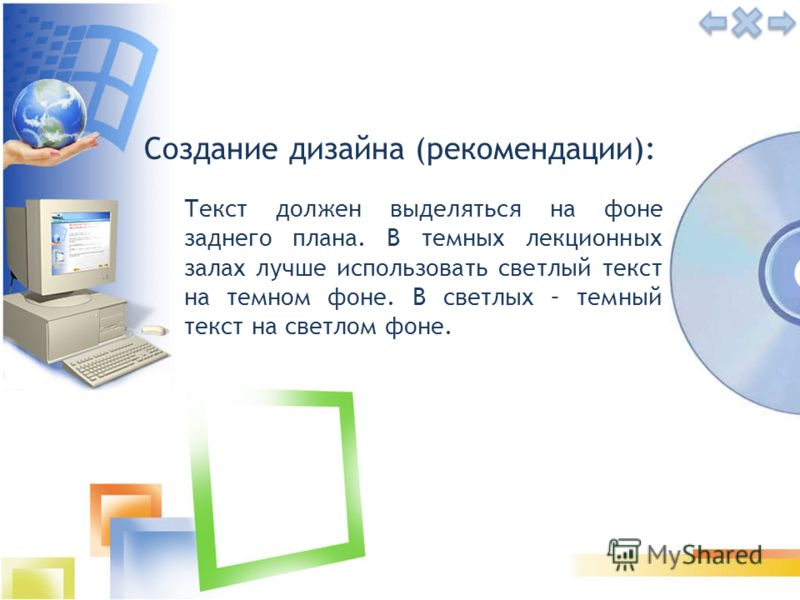 Создание дизайна (рекомендации):
Текст должен выделяться на фоне
заднего плана. В темных лекционных
залах лучше использовать светлый текст
на темном фоне. В светлых – темный
текст на светлом фоне.
MyShared